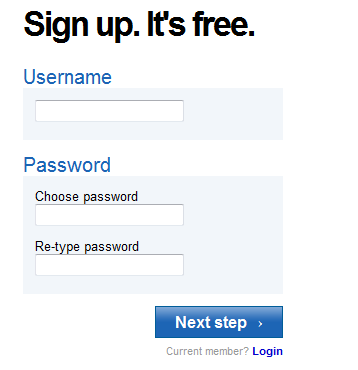 Sign up. It's free.
Username
Password
Choose password
Re-type password
Next step ›
Current member? Login